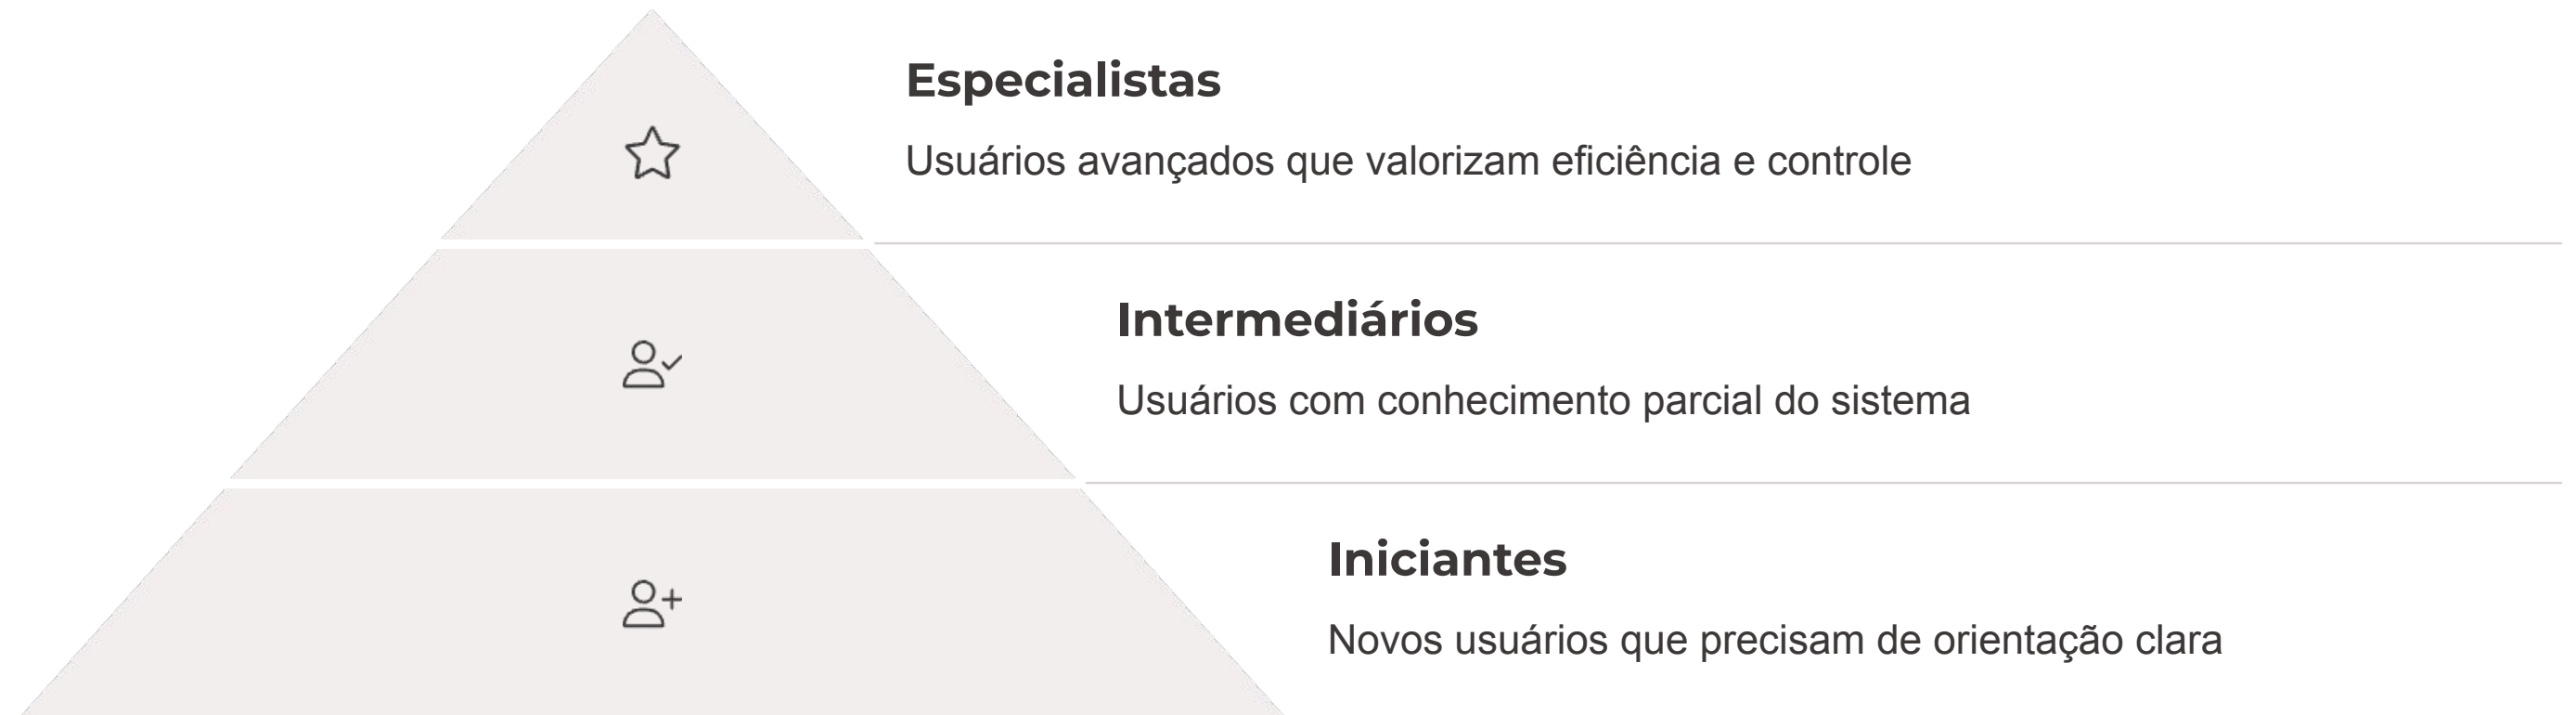 Especialistas
Usuários avançados que valorizam eficiência e controle
Intermediários
Usuários com conhecimento parcial do sistema
Iniciantes
Novos usuários que precisam de orientação clara